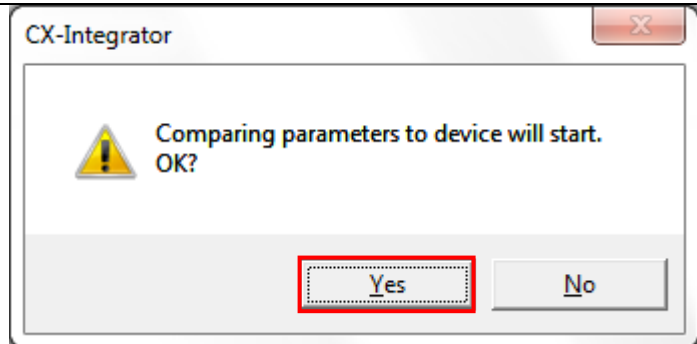 CX-Integrator
Comparing parameters to device will start.
OK?
Yes
No